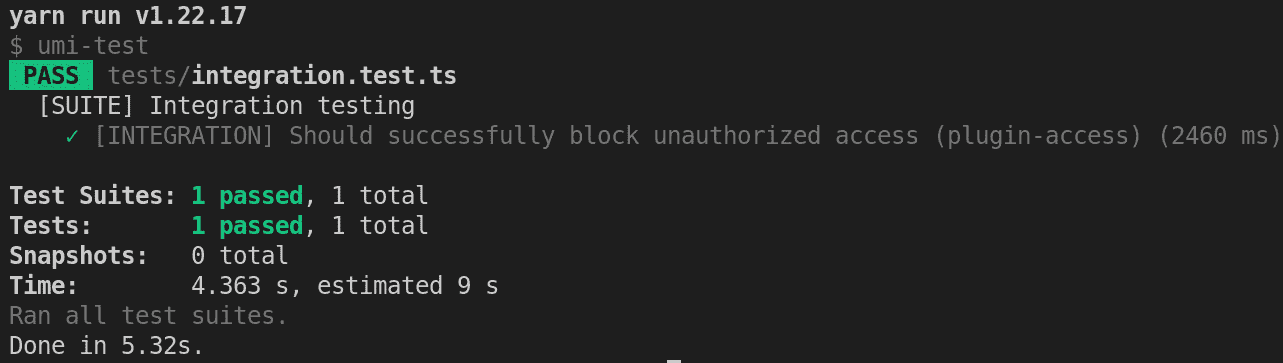 yarn run v1.22.17
$ umi-test
PASS tests/integration.test.ts
[SUITE] Integration testing
✓ [INTEGRATION] Should successfully block unauthorized access (plugin-access) (2460 ms)
Test Suites: 1 passed, 1 total
Tests: 1 passed, 1 total
Snapshots: 0 total
Time: 4.363 s, estimated 9 s
Ran all test suites.
Done in 5.32s.